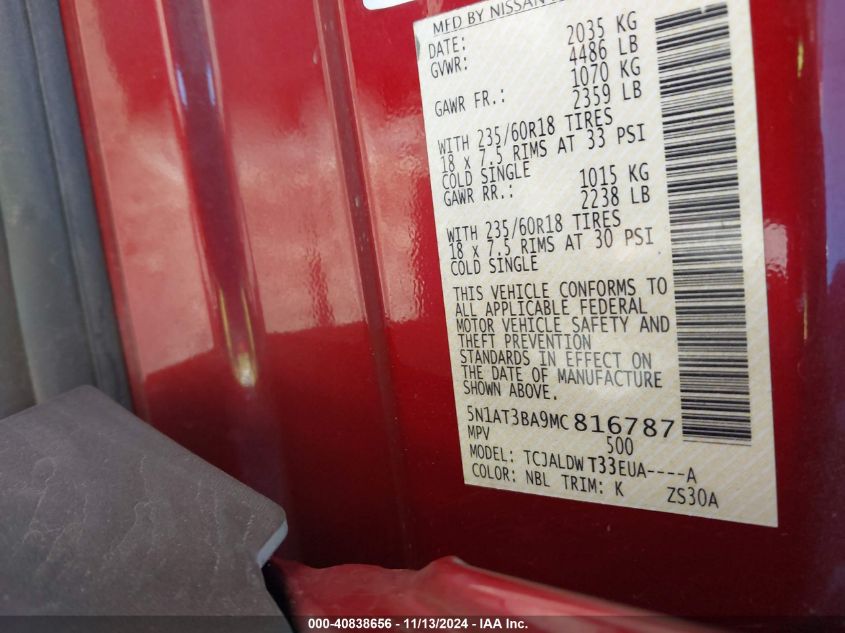 MFD BY NISSAN
DATE:
GVWR: 2035 KG
4486 LB
GAWR FR.: 1070 KG
2359 LB
WITH 235/60R18 TIRES
18 x 7.5 RIMS AT 33 PSI
COLD SINGLE
GAWR RR.: 1015 KG
2238 LB
WITH 235/60R18 TIRES
18 x 7.5 RIMS AT 30 PSI
COLD SINGLE
THIS VEHICLE CONFORMS TO
ALL APPLICABLE FEDERAL
MOTOR VEHICLE SAFETY AND
THEFT PREVENTION
STANDARDS IN EFFECT ON
THE DATE OF MANUFACTURE
SHOWN ABOVE.
5N1AT3BA9MC816787
MPV 500
MODEL: TCJALDWT33EUA----A
COLOR: NBL TRIM: K ZS30A
000-40838656 - 11/13/2024 - IAA Inc.